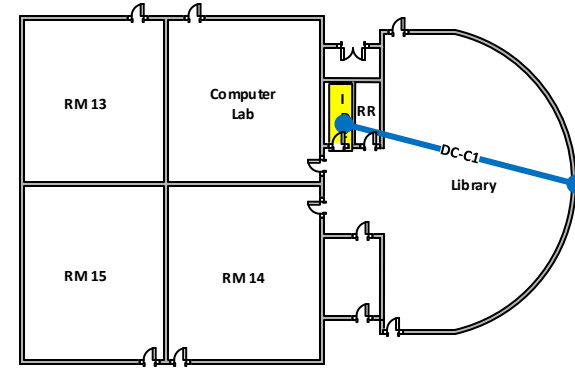 RM 13
Computer
Lab
I
RR
DC-C1
Library
RM 15
RM 14